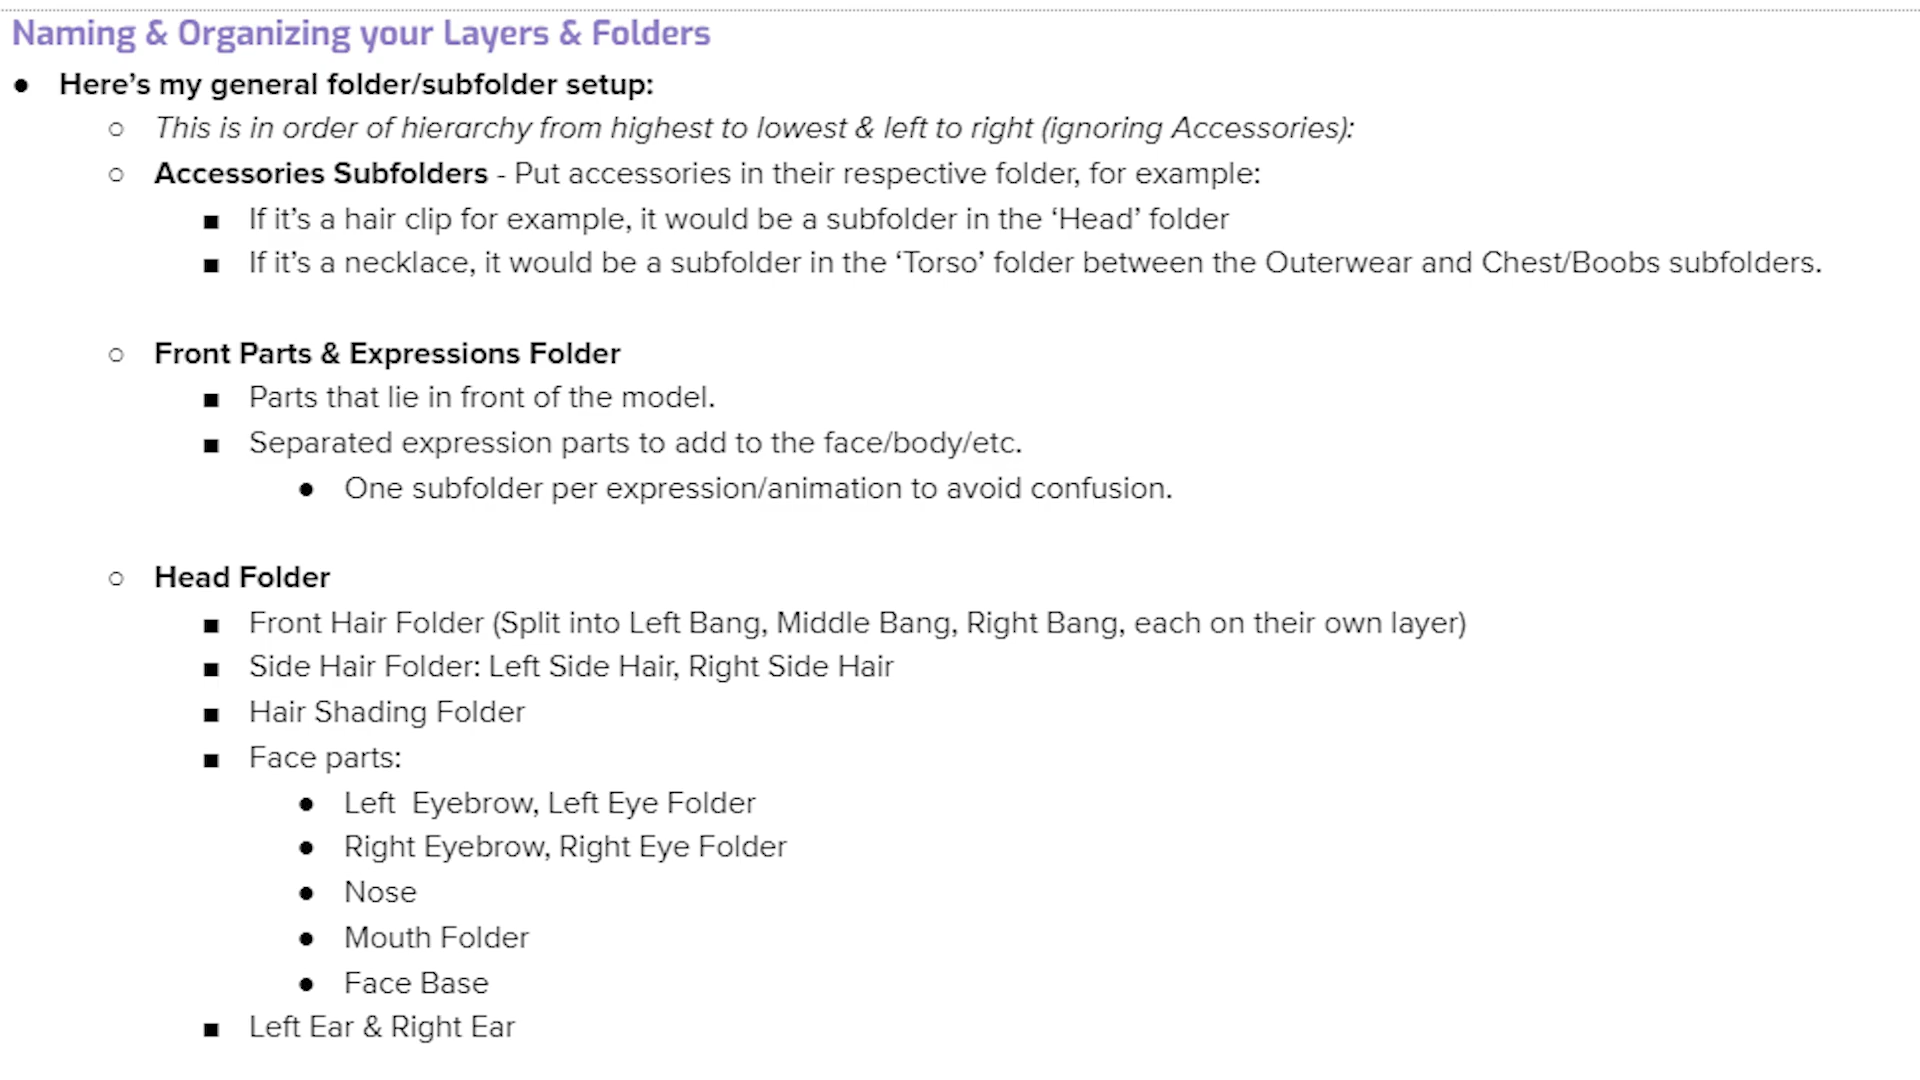 Naming & Organizing your Layers & Folders
● Here’s my general folder/subfolder setup:
○ This is in order of hierarchy from highest to lowest & left to right (ignoring Accessories):
○ Accessories Subfolders - Put accessories in their respective folder, for example:
■ If it’s a hair clip for example, it would be a subfolder in the ‘Head’ folder
■ If it’s a necklace, it would be a subfolder in the ‘Torso’ folder between the Outerwear and Chest/Boobs subfolders.
○ Front Parts & Expressions Folder
■ Parts that lie in front of the model.
■ Separated expression parts to add to the face/body/etc.
● One subfolder per expression/animation to avoid confusion.
○ Head Folder
■ Front Hair Folder (Split into Left Bang, Middle Bang, Right Bang, each on their own layer)
■ Side Hair Folder: Left Side Hair, Right Side Hair
■ Hair Shading Folder
■ Face parts:
● Left  Eyebrow, Left Eye Folder
● Right Eyebrow, Right Eye Folder
● Nose
● Mouth Folder
● Face Base
■ Left Ear & Right Ear